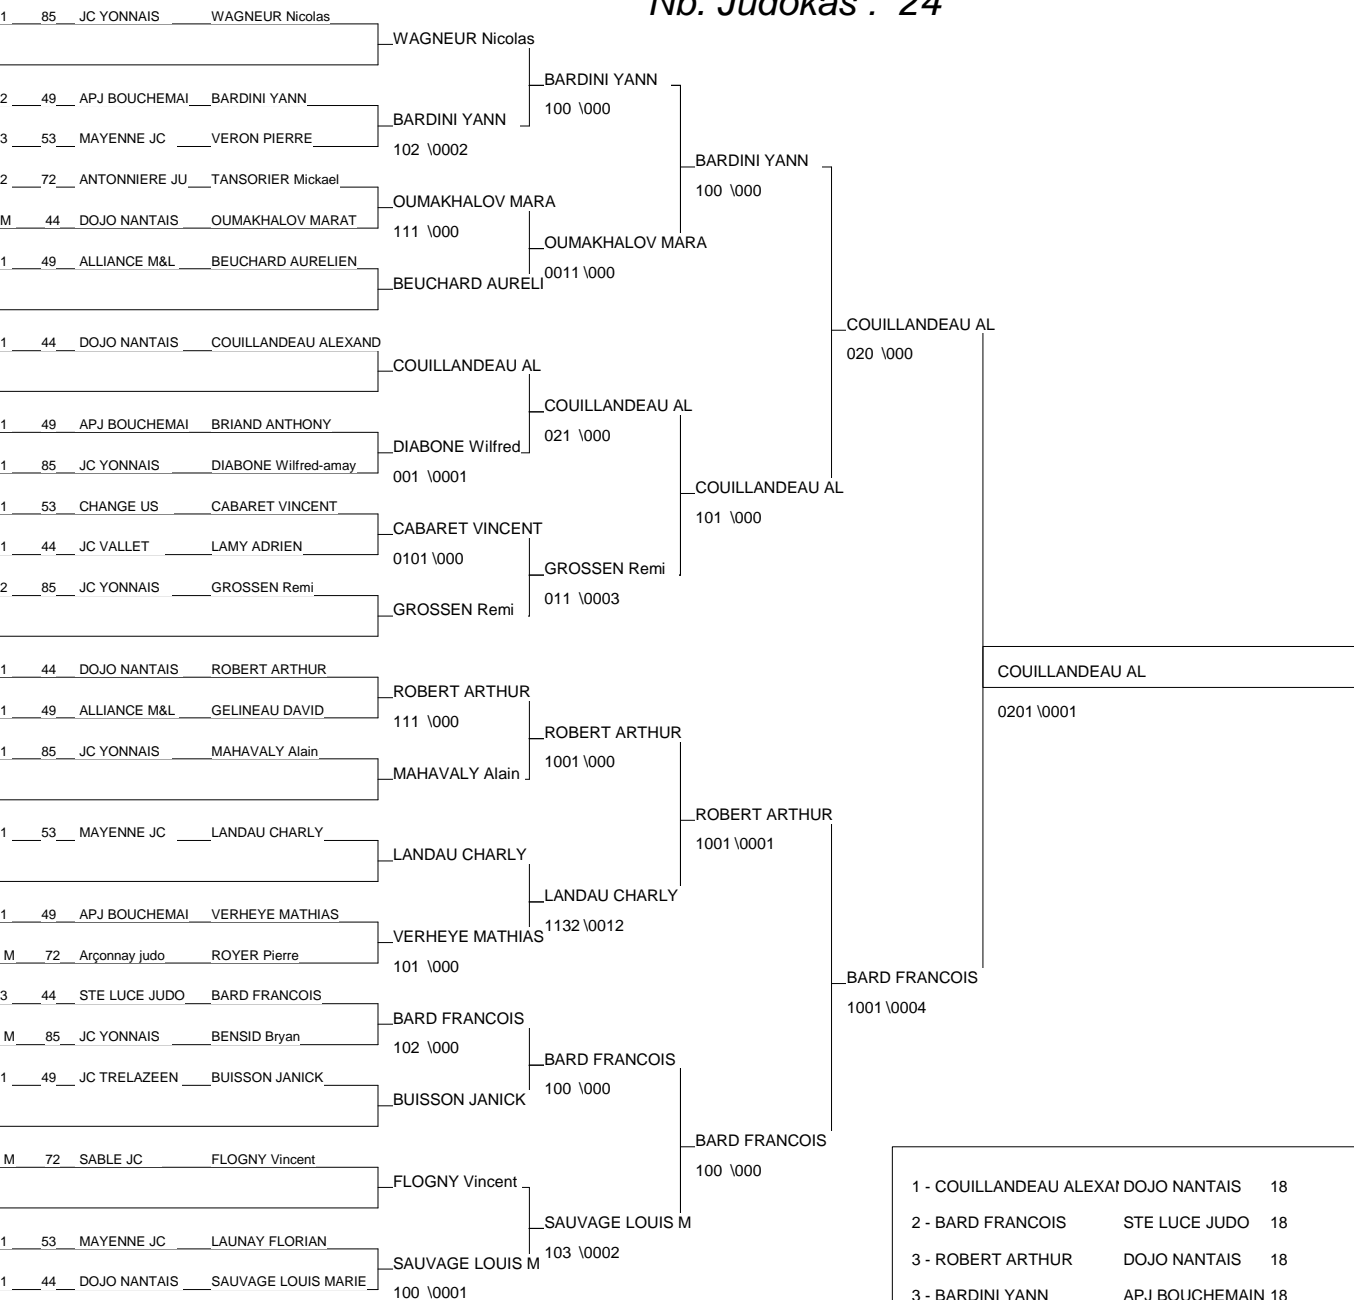 Nb. Judokas : 24
1 85 JC YONNAIS WAGNEUR Nicolas
WAGNEUR Nicolas
BARDINI YANN
100 \000
2 49 APJ BOUCHEMAI BARDINI YANN
BARDINI YANN
102 \0002
3 53 MAYENNE JC VERON PIERRE
BARDINI YANN
100 \000
2 72 ANTONNIERE JU TANSORIER Mickael
OUMAKHALOV MARA
111 \000
M 44 DOJO NANTAIS OUMAKHALOV MARAT
OUMAKHALOV MARA
0011 \000
1 49 ALLIANCE M&L BEUCHARD AURELIEN
BEUCHARD AURELI
COUILLANDEAU AL
020 \000
1 44 DOJO NANTAIS COUILLANDEAU ALEXAND
COUILLANDEAU AL
COUILLANDEAU AL
021 \000
1 49 APJ BOUCHEMAI BRIAND ANTHONY
DIABONE Wilfred
001 \0001
1 85 JC YONNAIS DIABONE Wilfred-amay
COUILLANDEAU AL
101 \000
1 53 CHANGE US CABARET VINCENT
CABARET VINCENT
0101 \000
1 44 JC VALLET LAMY ADRIEN
GROSSEN Remi
011 \0003
2 85 JC YONNAIS GROSSEN Remi
GROSSEN Remi
COUILLANDEAU AL
0201 \0001
1 44 DOJO NANTAIS ROBERT ARTHUR
ROBERT ARTHUR
111 \000
1 49 ALLIANCE M&L GELINEAU DAVID
ROBERT ARTHUR
1001 \000
1 85 JC YONNAIS MAHAVALY Alain
MAHAVALY Alain
ROBERT ARTHUR
1001 \0001
1 53 MAYENNE JC LANDAU CHARLY
LANDAU CHARLY
LANDAU CHARLY
1132 \0012
1 49 APJ BOUCHEMAI VERHEYE MATHIAS
VERHEYE MATHIAS
101 \000
M 72 Arçonnay judo ROYER Pierre
BARD FRANCOIS
1001 \0004
3 44 STE LUCE JUDO BARD FRANCOIS
BARD FRANCOIS
102 \000
M 85 JC YONNAIS BENSID Bryan
BARD FRANCOIS
100 \000
1 49 JC TRELAZEEN BUISSON JANICK
BUISSON JANICK
BARD FRANCOIS
100 \000
M 72 SABLE JC FLOGNY Vincent
FLOGNY Vincent
SAUVAGE LOUIS M
103 \0002
1 53 MAYENNE JC LAUNAY FLORIAN
SAUVAGE LOUIS M
100 \0001
1 44 DOJO NANTAIS SAUVAGE LOUIS MARIE
1 - COUILLANDEAU ALEXAN DOJO NANTAIS 18
2 - BARD FRANCOIS STE LUCE JUDO 18
3 - ROBERT ARTHUR DOJO NANTAIS 18
3 - BARDINI YANN APJ BOUCHEMAIN 18